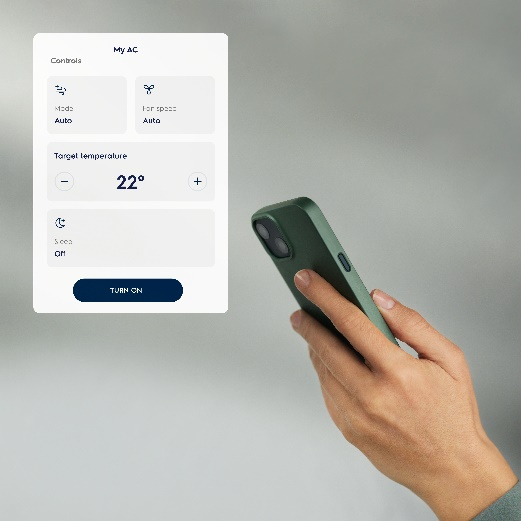 My AC
Controls
Mode
Auto
Fan speed
Auto
Target temperature
22°
Sleep
Off
TURN ON